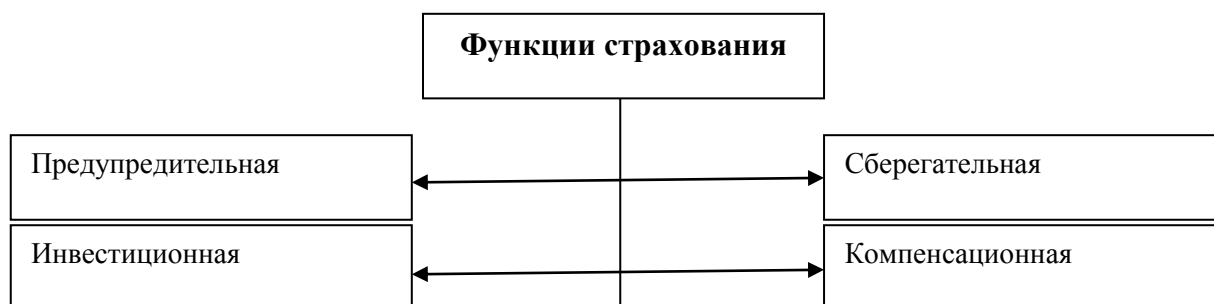 Функции страхования
Предупредительная
Сберегательная
Инвестиционная
Компенсационная